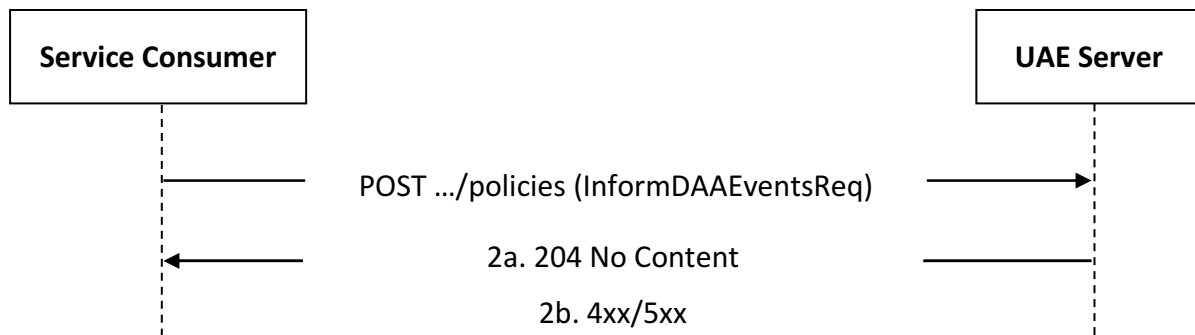 Service Consumer
UAE Server
POST …/policies (InformDAAEventsReq)
2a. 204 No Content
2b. 4xx/5xx